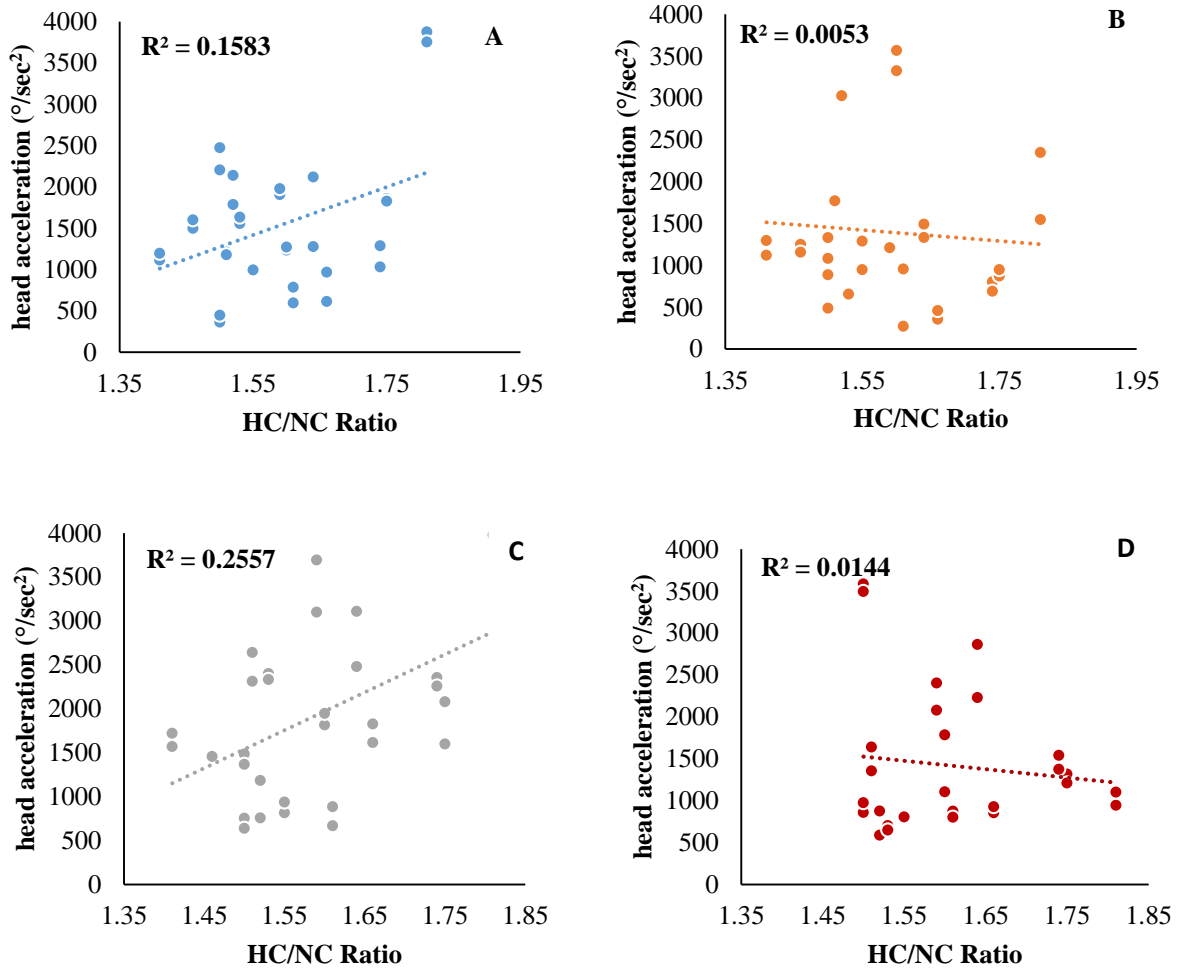 A
R² = 0.1583
head acceleration (°/sec²)
4000
3500
3000
2500
2000
1500
1000
500
0
1.35 1.55 1.75 1.95
HC/NC Ratio
B
R² = 0.0053
head acceleration (°/sec²)
4000
3500
3000
2500
2000
1500
1000
500
0
1.35 1.55 1.75 1.95
HC/NC Ratio
C
R² = 0.2557
head acceleration (°/sec²)
4000
3500
3000
2500
2000
1500
1000
500
0
1.35 1.45 1.55 1.65 1.75 1.85
HC/NC Ratio
D
R² = 0.0144
head acceleration (°/sec²)
4000
3500
3000
2500
2000
1500
1000
500
0
1.35 1.45 1.55 1.65 1.75 1.85
HC/NC Ratio